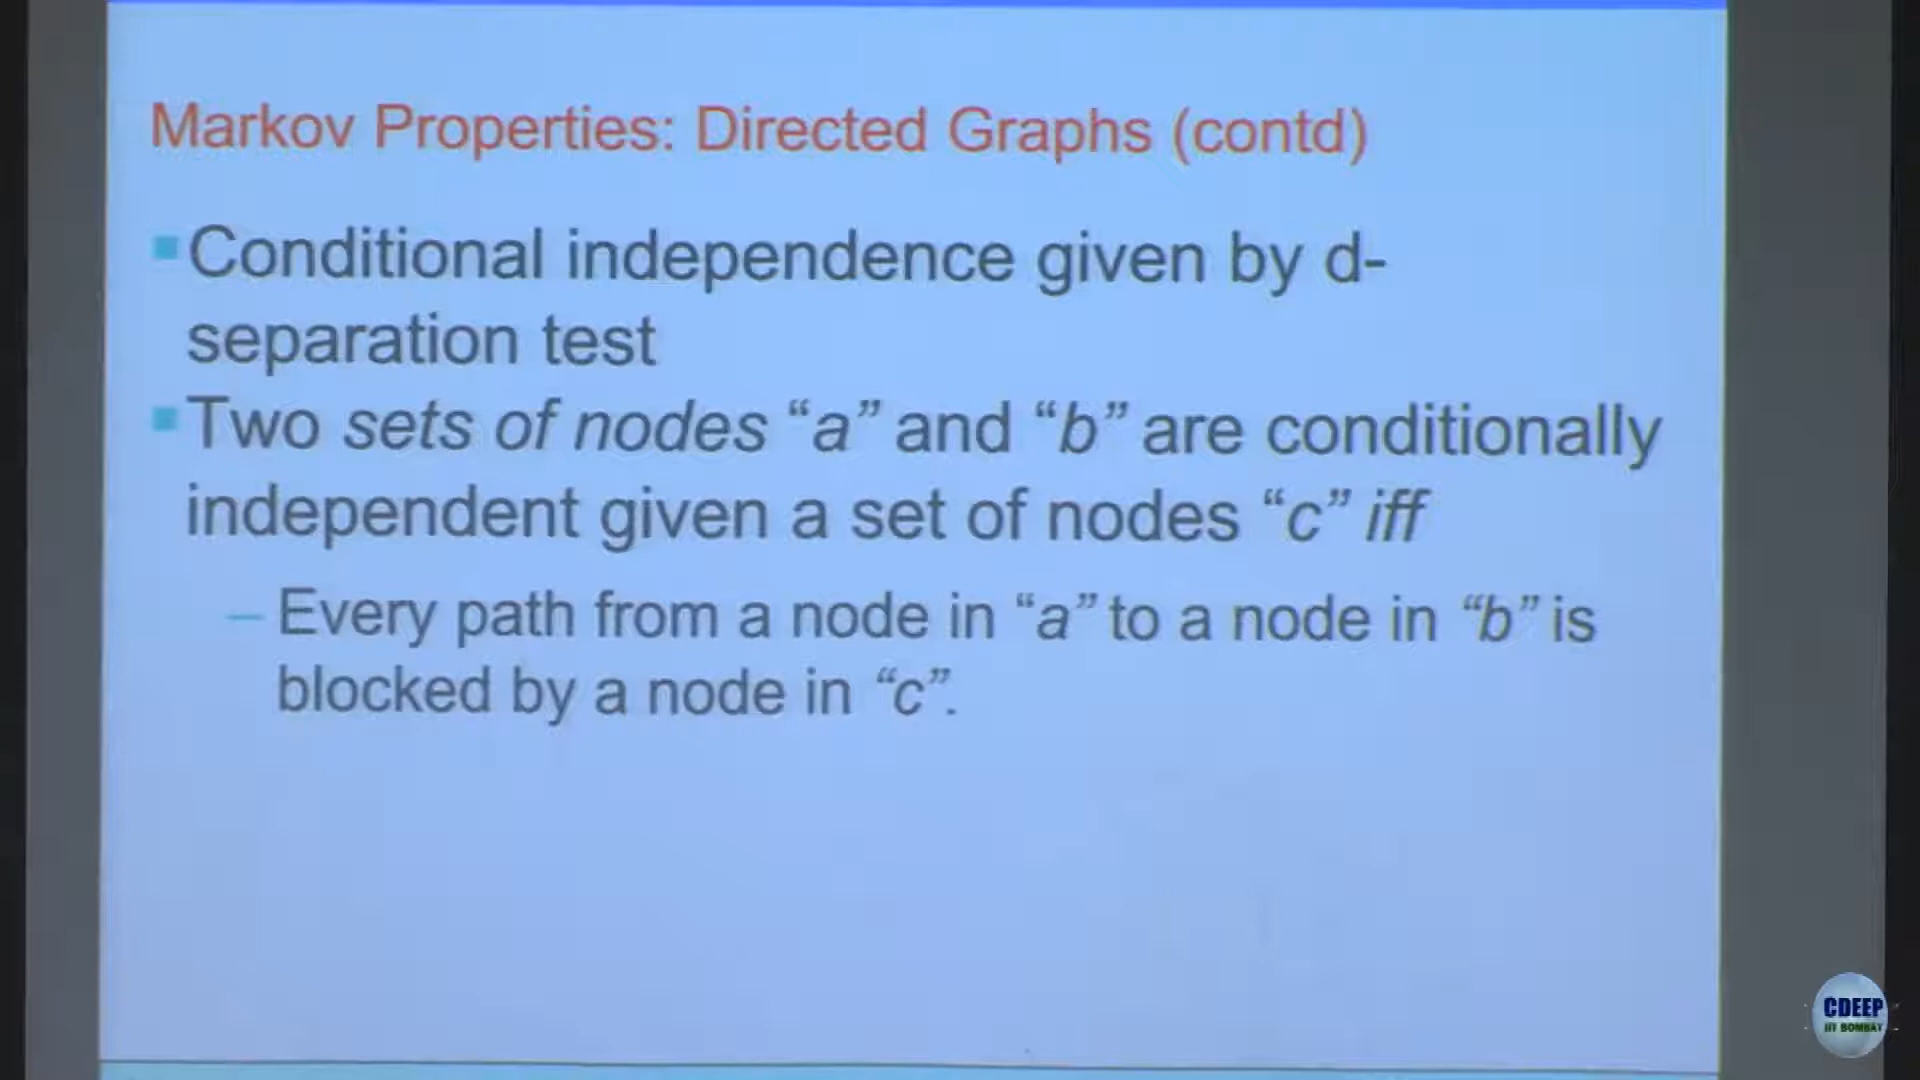 Markov Properties: Directed Graphs (contd)
Conditional independence given by d-
separation test
Two sets of nodes “a” and “b” are conditionally
independent given a set of nodes “c” iff
– Every path from a node in “a” to a node in “b” is
blocked by a node in “c”.
CDEEP
IIT BOMBAY